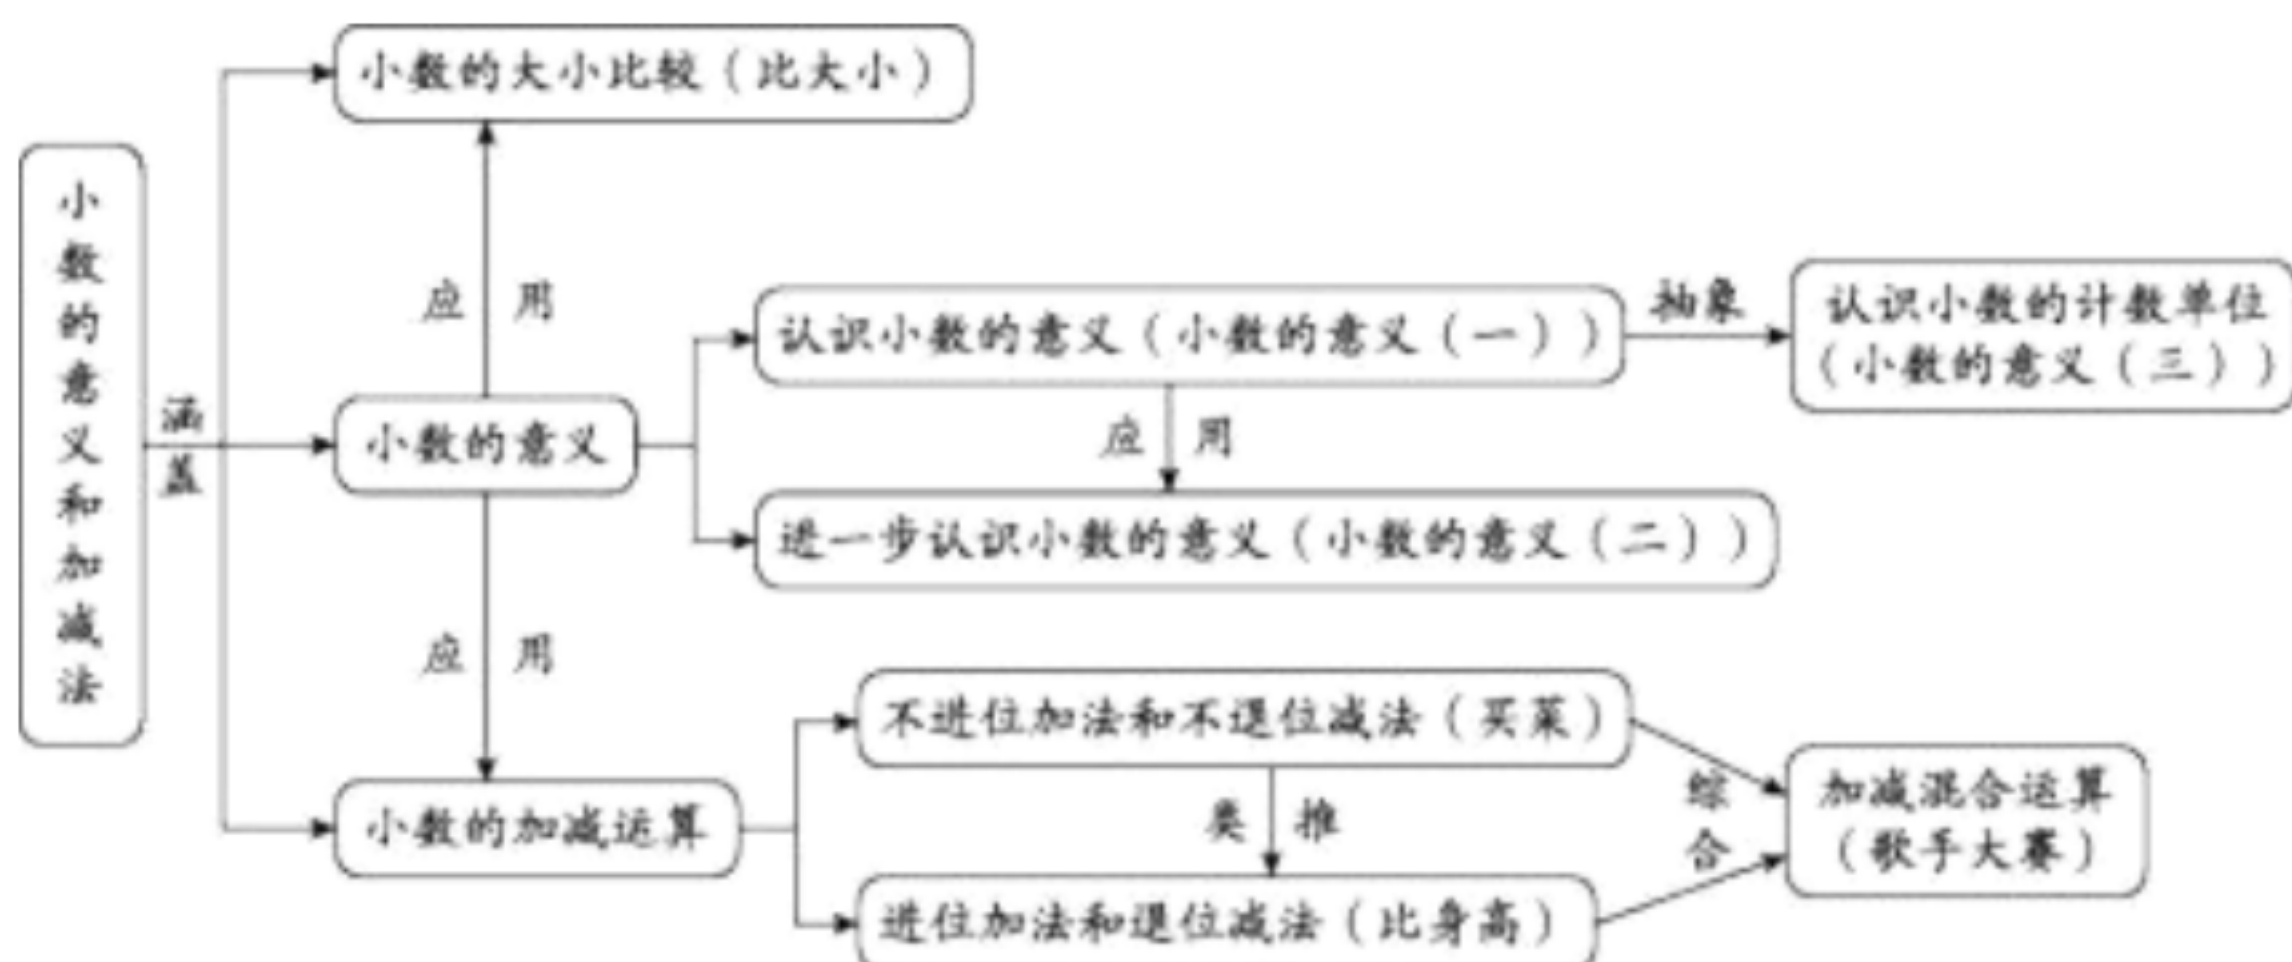 小数的大小比较（比大小）
小数的意义和加减法
涵盖
应用
小数的意义
认识小数的意义（小数的意义（一））
抽象
认识小数的计数单位
（小数的意义（三））
应用
进一步认识小数的意义（小数的意义（二））
应用
小数的加减运算
不进位加法和不退位减法（买菜）
类推
进位加法和退位减法（比身高）
综合
加减混合运算
（歌手大赛）